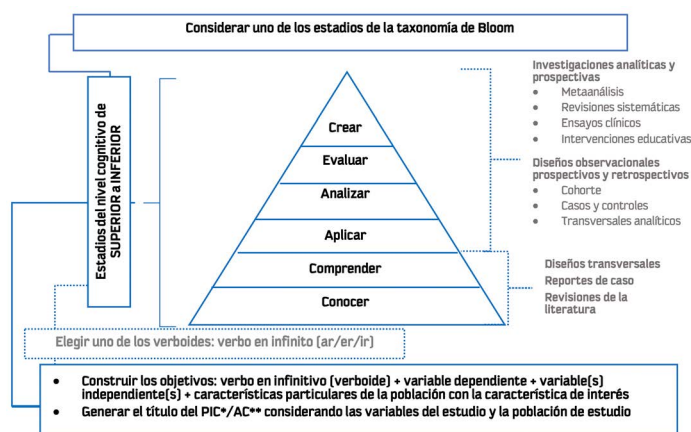 Considerar uno de los estadios de la taxonomía de Bloom
Estadios del nivel cognitivo de
SUPERIOR a INFERIOR
Crear
Evaluar
Analizar
Aplicar
Comprender
Conocer
Investigaciones analíticas y
prospectivas
• Metaanálisis
• Revisiones sistemáticas
• Ensayos clínicos
• Intervenciones educativas
Diseños observacionales
prospectivos y retrospectivos
• Cohorte
• Casos y controles
• Transversales analíticos
Diseños transversales
Reportes de caso
Revisiones de la
literatura
Elegir uno de los verboides: verbo en infinito (ar/er/ir)
• Construir los objetivos: verbo en infinitivo (verboide) + variable dependiente + variable(s)
independiente(s) + características particulares de la población con la característica de interés
• Generar el título del PIC*/AC** considerando las variables del estudio y la población de estudio